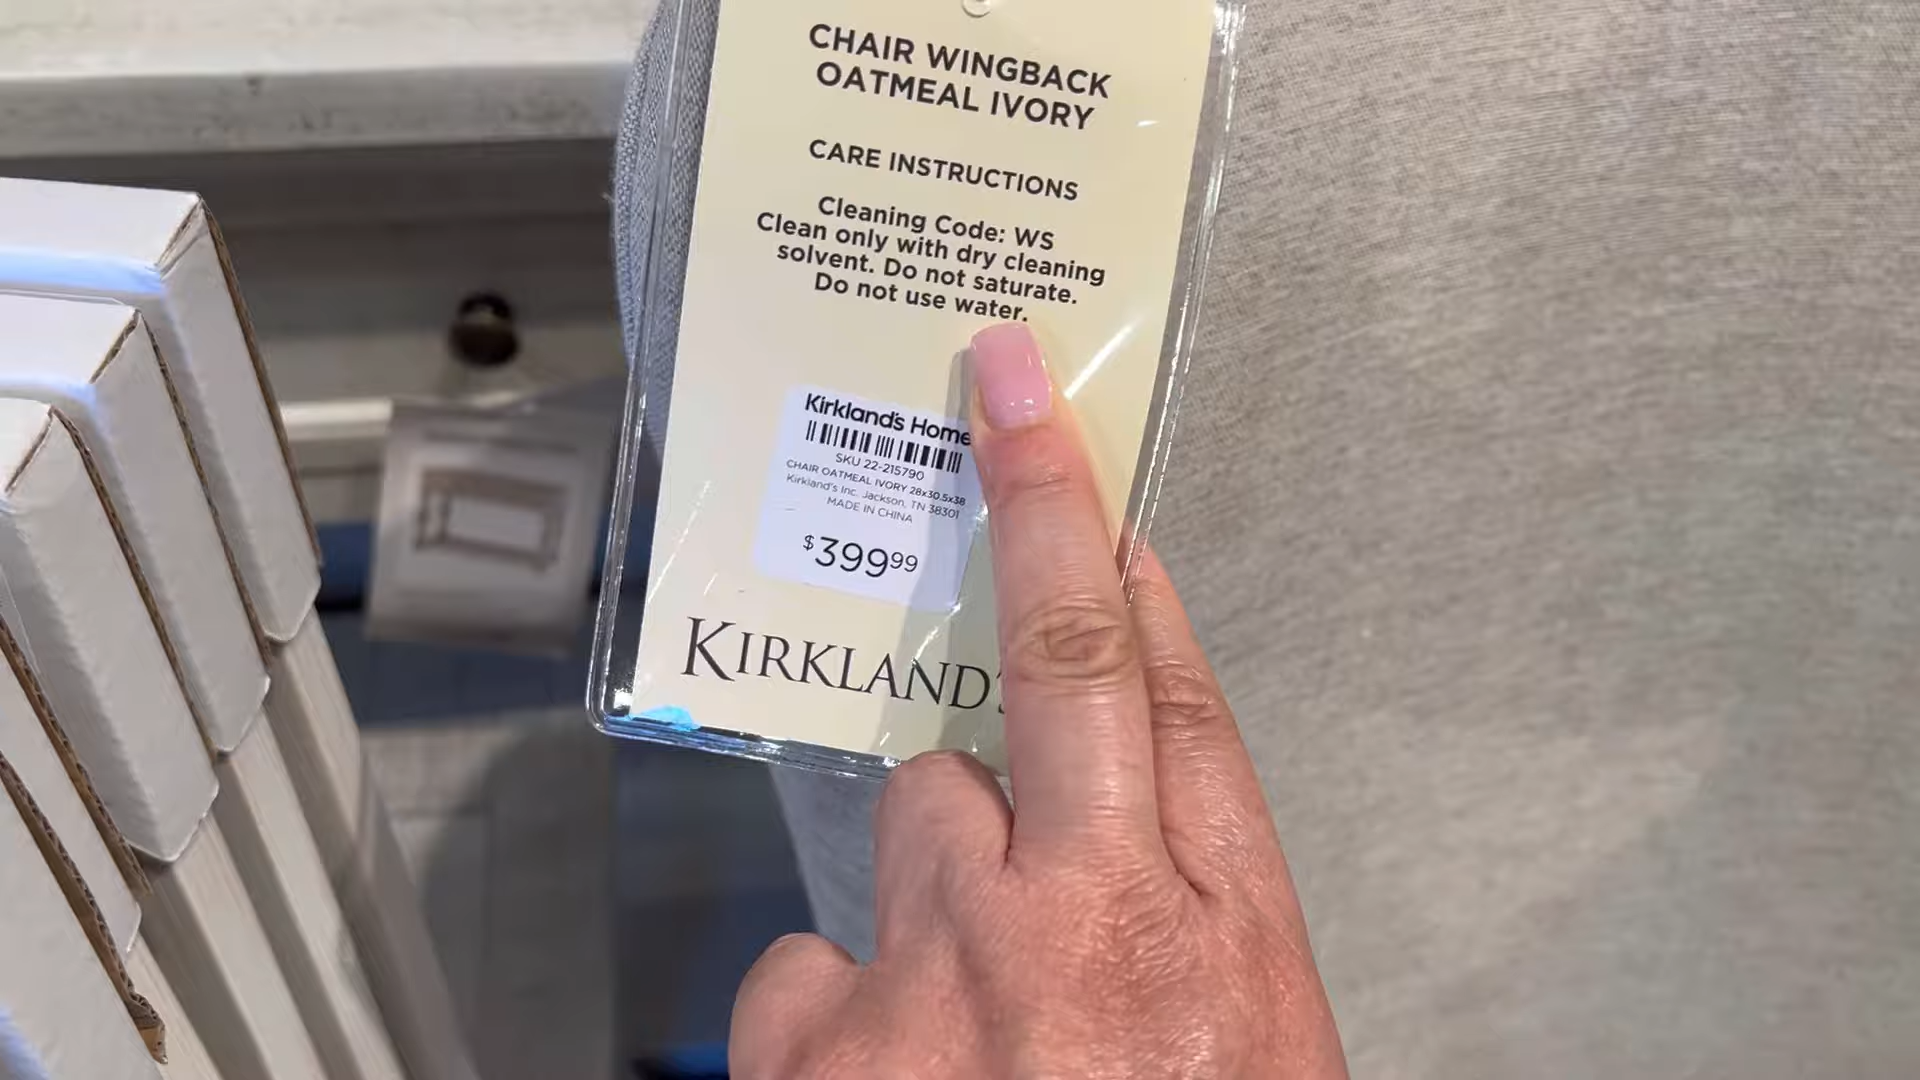 CHAIR WINGBACK
OATMEAL IVORY
CARE INSTRUCTIONS
Cleaning Code: WS
Clean only with dry cleaning
solvent. Do not saturate.
Do not use water.
Kirkland's Home
SKU 22-215790
CHAIR OATMEAL IVORY 28x30.5x38
Kirkland's Inc. Jackson, TN 38301
MADE IN CHINA
$399.99
KIRKLAND'S